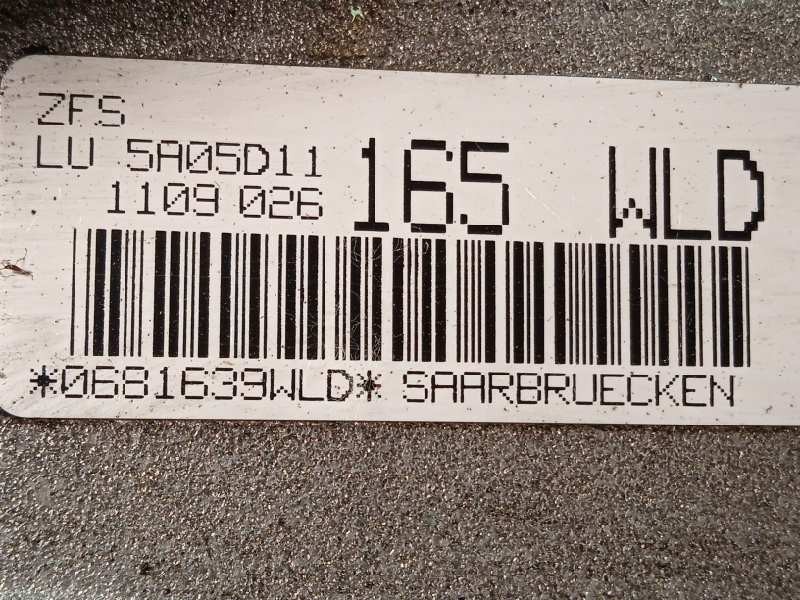 ZFS
LU 5A05D11
1109 026 165 WLD
*0681639WLD* SAARBRUECKEN